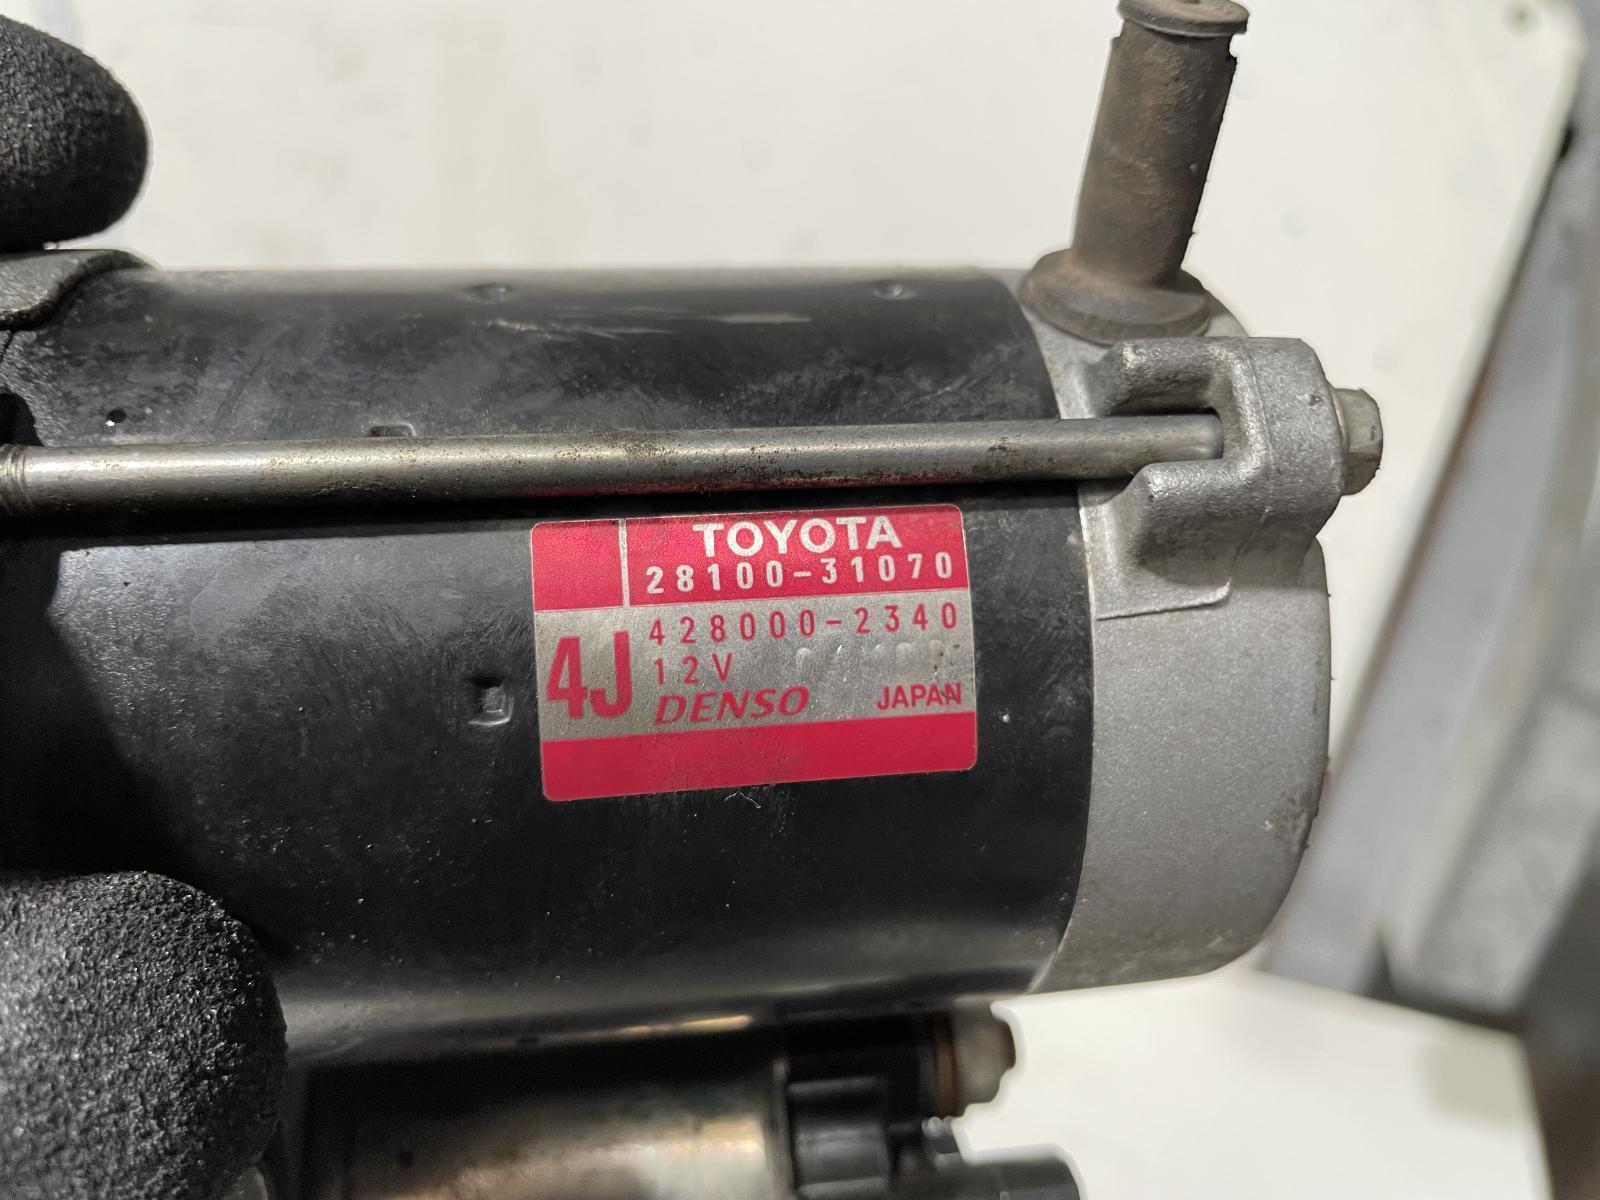 TOYOTA
28100-31070
428000-2340
4J
12V
DENSO JAPAN